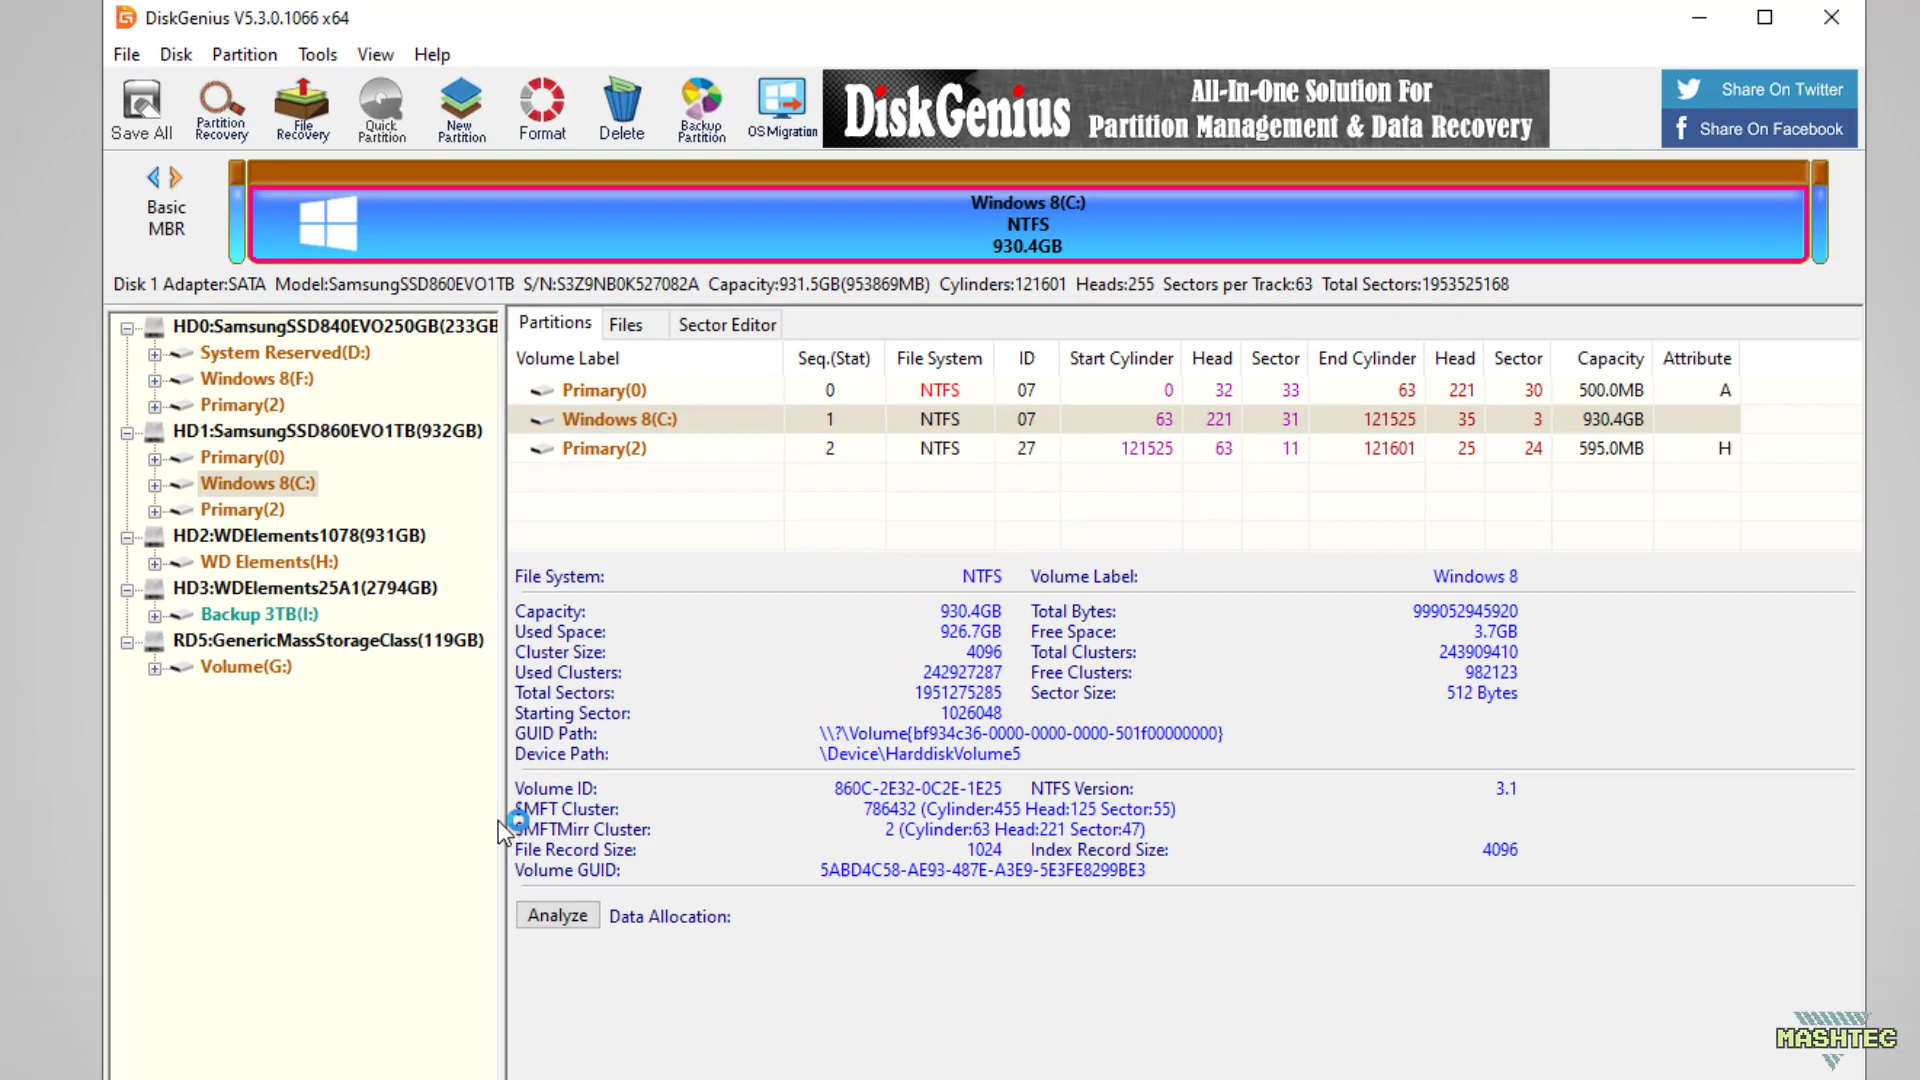 DiskGenius V5.3.0.1066 x64
File Disk Partition Tools View Help
Save All
Partition Recovery
File Recovery
Quick Partition
New Partition
Format
Delete
Backup Partition
OS Migration
DiskGenius
All-In-One Solution For
Partition Management & Data Recovery
Share On Twitter
Share On Facebook
Basic
MBR
Windows 8(C:)
NTFS
930.4GB
Disk 1 Adapter:SATA Model:SamsungSSD860EVO1TB S/N:S3Z9NB0K527082A Capacity:931.5GB(953869MB) Cylinders:121601 Heads:255 Sectors per Track:63 Total Sectors:1953525168
HD0:SamsungSSD840EVO250GB(233GB
System Reserved(D:)
Windows 8(F:)
Primary(2)
HD1:SamsungSSD860EVO1TB(932GB)
Primary(0)
Windows 8(C:)
Primary(2)
HD2:WDElements1078(931GB)
WD Elements(H:)
HD3:WDElements25A1(2794GB)
Backup 3TB(I:)
RD5:GenericMassStorageClass(119GB)
Volume(G:)
Partitions Files Sector Editor
Volume Label Seq.(Stat) File System ID Start Cylinder Head Sector End Cylinder Head Sector Capacity Attribute
Primary(0) 0 NTFS 07 0 32 33 63 221 30 500.0MB A
Windows 8(C:) 1 NTFS 07 63 221 31 121525 35 3 930.4GB
Primary(2) 2 NTFS 27 121525 63 11 121601 25 24 595.0MB H
File System: NTFS Volume Label: Windows 8
Capacity: 930.4GB Total Bytes: 999052945920
Used Space: 926.7GB Free Space: 3.7GB
Cluster Size: 4096 Total Clusters: 243909410
Used Clusters: 242927287 Free Clusters: 982123
Total Sectors: 1951275285 Sector Size: 512 Bytes
Starting Sector: 1026048
GUID Path: \\?\Volume{bf934c36-0000-0000-0000-501f00000000}
Device Path: \Device\HarddiskVolume5
Volume ID: 860C-2E32-0C2E-1E25 NTFS Version: 3.1
$MFT Cluster: 786432 (Cylinder:455 Head:125 Sector:55)
$MFTMirr Cluster: 2 (Cylinder:63 Head:221 Sector:47)
File Record Size: 1024 Index Record Size: 4096
Volume GUID: 5ABD4C58-AE93-487E-A3E9-5E3FE8299BE3
Analyze Data Allocation:
MASHTEC